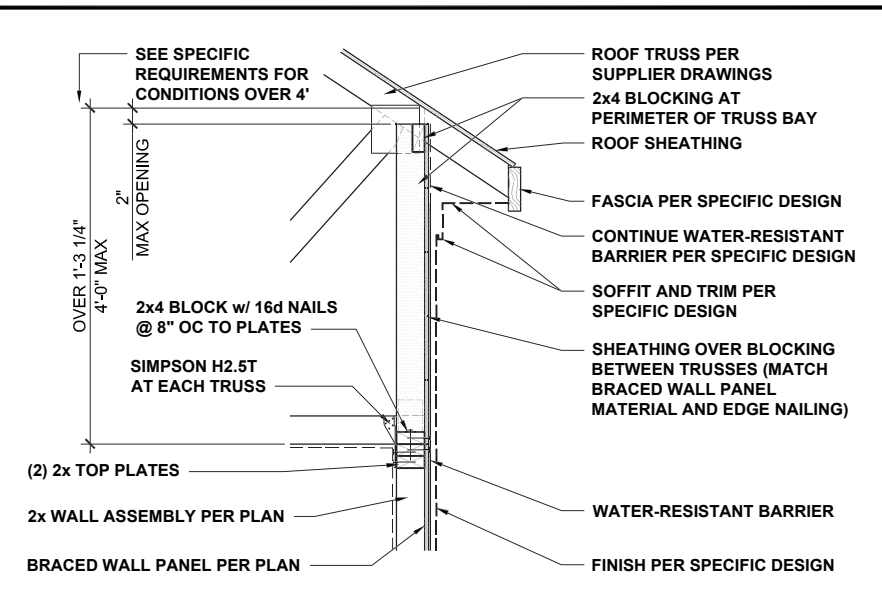 SEE SPECIFIC
REQUIREMENTS FOR
CONDITIONS OVER 4'
2"
MAX OPENING
OVER 1'-3 1/4"
4'-0" MAX
2x4 BLOCK w/ 16d NAILS
@ 8" OC TO PLATES
SIMPSON H2.5T
AT EACH TRUSS
(2) 2x TOP PLATES
2x WALL ASSEMBLY PER PLAN
BRACED WALL PANEL PER PLAN
ROOF TRUSS PER
SUPPLIER DRAWINGS
2x4 BLOCKING AT
PERIMETER OF TRUSS BAY
ROOF SHEATHING
FASCIA PER SPECIFIC DESIGN
CONTINUE WATER-RESISTANT
BARRIER PER SPECIFIC DESIGN
SOFFIT AND TRIM PER
SPECIFIC DESIGN
SHEATHING OVER BLOCKING
BETWEEN TRUSSES (MATCH
BRACED WALL PANEL
MATERIAL AND EDGE NAILING)
WATER-RESISTANT BARRIER
FINISH PER SPECIFIC DESIGN